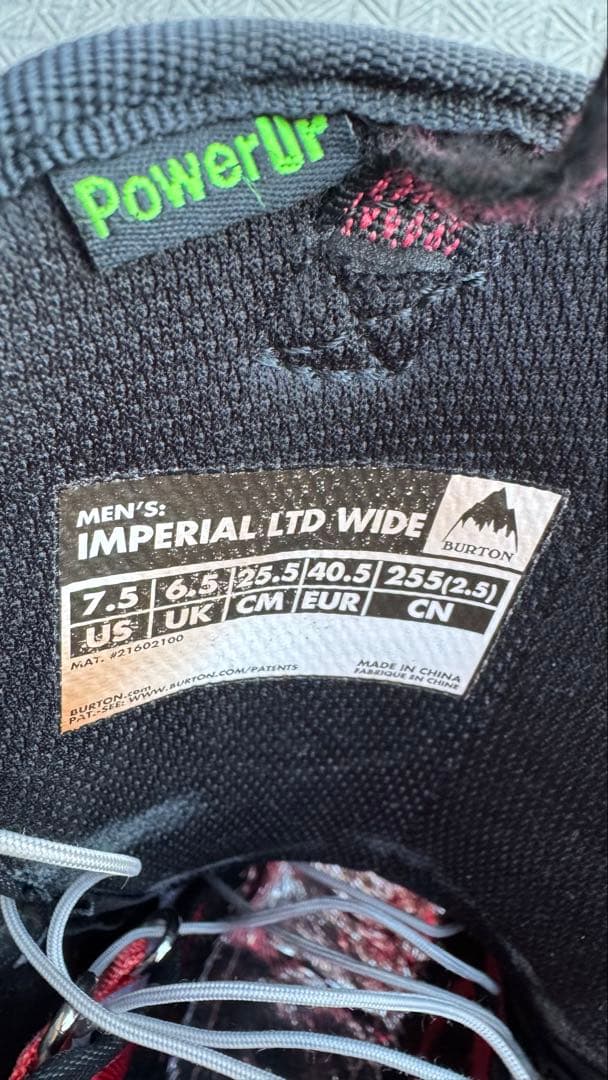 PowerUP
MEN'S:
IMPERIAL LTD WIDE
BURTON
7.5 6.5 25.5 40.5 255(2.5)
US UK CM EUR CN
MAT. #21602100
MADE IN CHINA
FABRIQUE EN CHINE
BURTON.com
PAT.-SEE: WWW.BURTON.COM/PATENTS